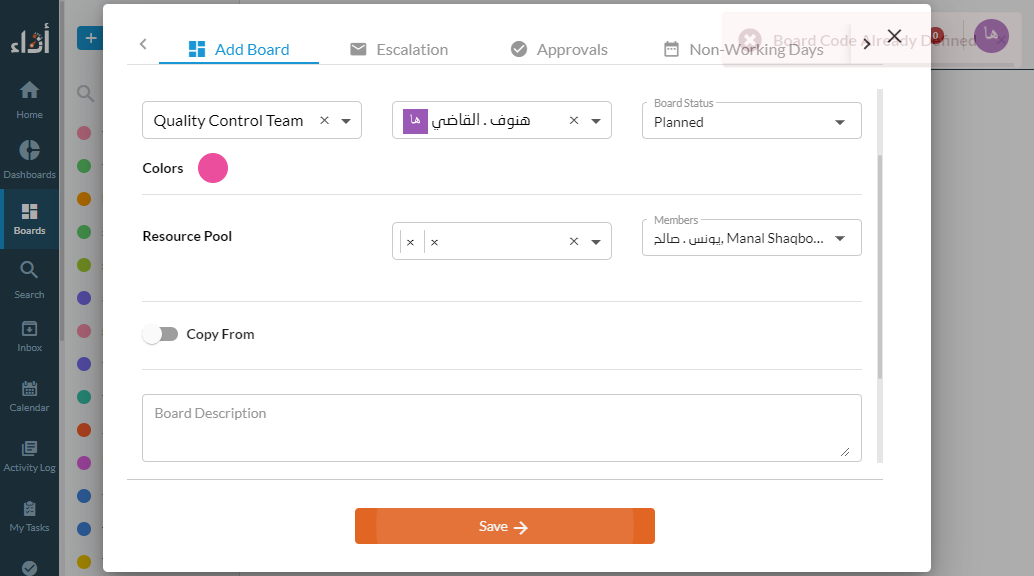 أداء
Home
Dashboards
Boards
Search
Inbox
Calendar
Activity Log
My Tasks
+
Add Board
Escalation
Approvals
Non-Working Days
Board Code Already Defined
0
ها
Quality Control Team
ها هنوف . القاضي
Board Status
Planned
Colors
Resource Pool
Members
يونس . صالح, Manal Shaqbo...
Copy From
Board Description
Save